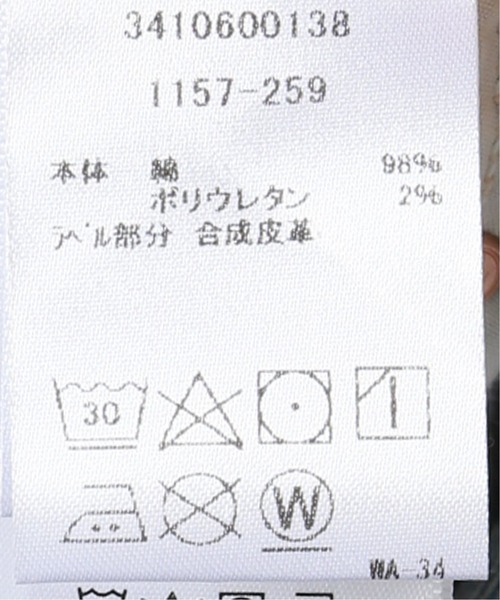 3410600138
1157-259
本体 綿 98%
ポリウレタン 2%
ラベル部分 合成皮革
30
W
WA-34